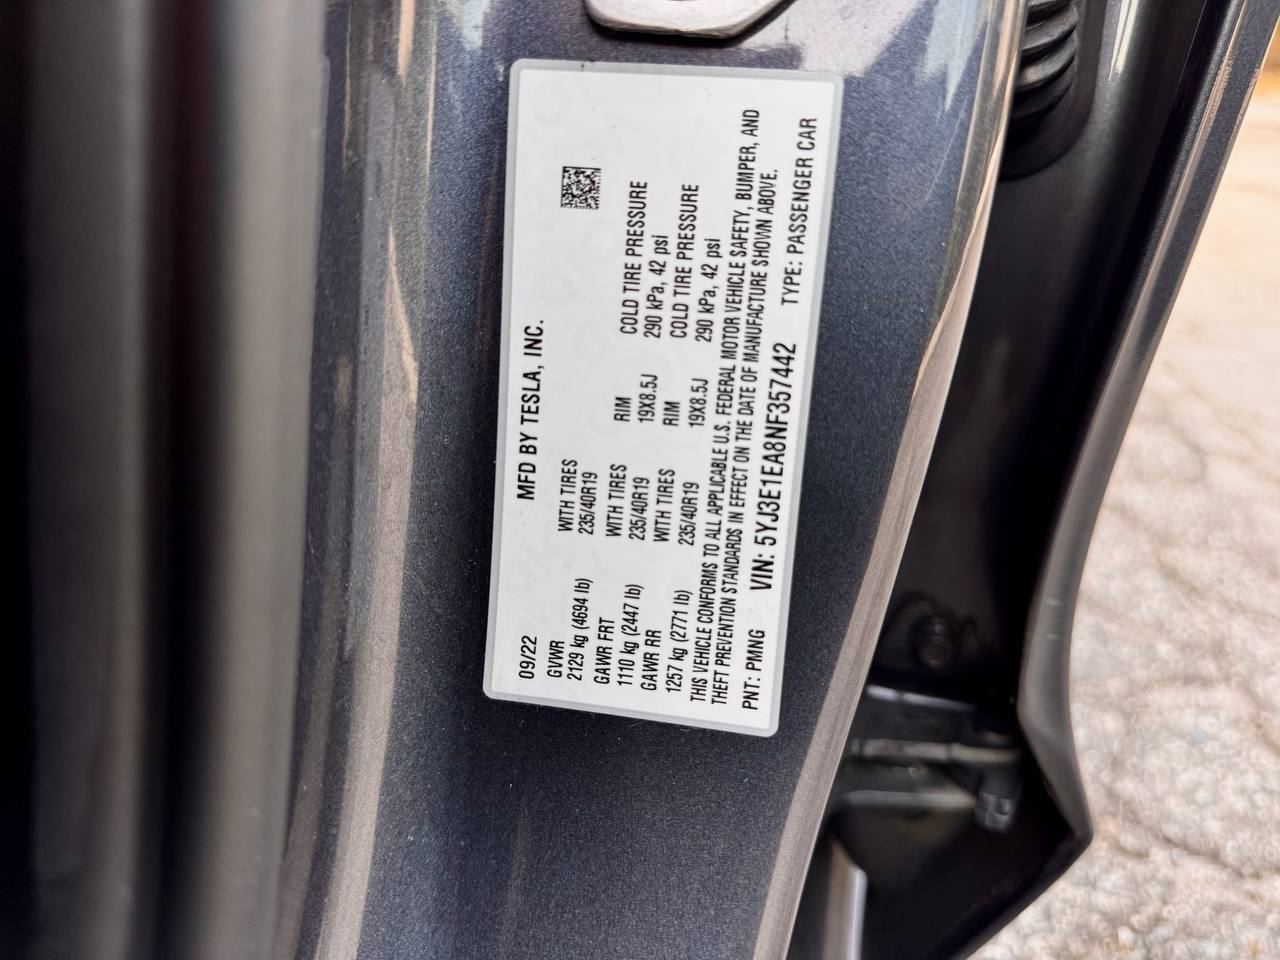 09/22 MFD BY TESLA, INC.
GVWR WITH TIRES
2129 kg (4694 lb) 235/40R19
GAWR FRT WITH TIRES RIM COLD TIRE PRESSURE
1110 kg (2447 lb) 235/40R19 19X8.5J 290 kPa, 42 psi
GAWR RR WITH TIRES RIM COLD TIRE PRESSURE
1257 kg (2771 lb) 235/40R19 19X8.5J 290 kPa, 42 psi
THIS VEHICLE CONFORMS TO ALL APPLICABLE U.S. FEDERAL MOTOR VEHICLE SAFETY, BUMPER, AND
THEFT PREVENTION STANDARDS IN EFFECT ON THE DATE OF MANUFACTURE SHOWN ABOVE.
PNT: PMNG VIN: 5YJ3E1EA8NF357442 TYPE: PASSENGER CAR